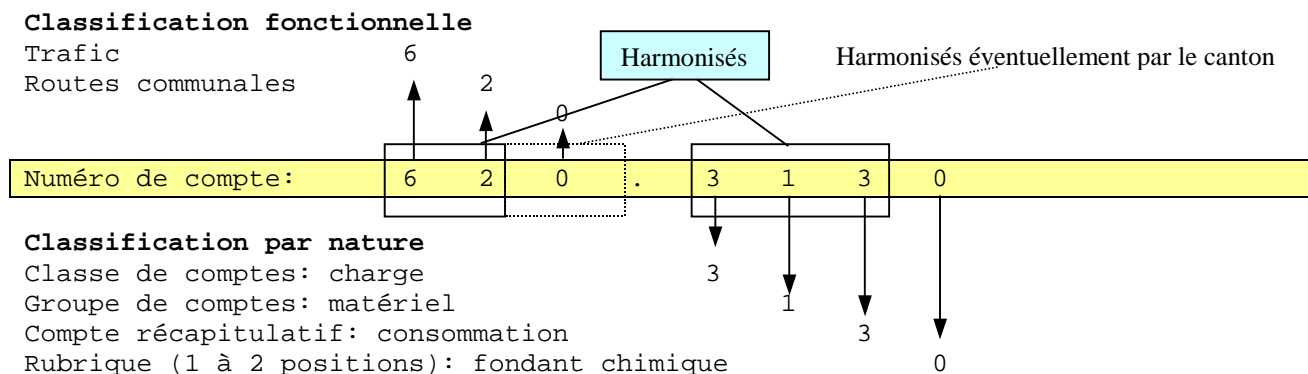 Classification fonctionnelle
Trafic 6
Harmonisés
Harmonisés éventuellement par le canton
Routes communales 2
0
Numéro de compte: 6 2 0 . 3 1 3 0
Classification par nature
Classe de comptes: charge 3
Groupe de comptes: matériel 1
Compte récapitulatif: consommation 3
Rubrique (1 à 2 positions): fondant chimique 0